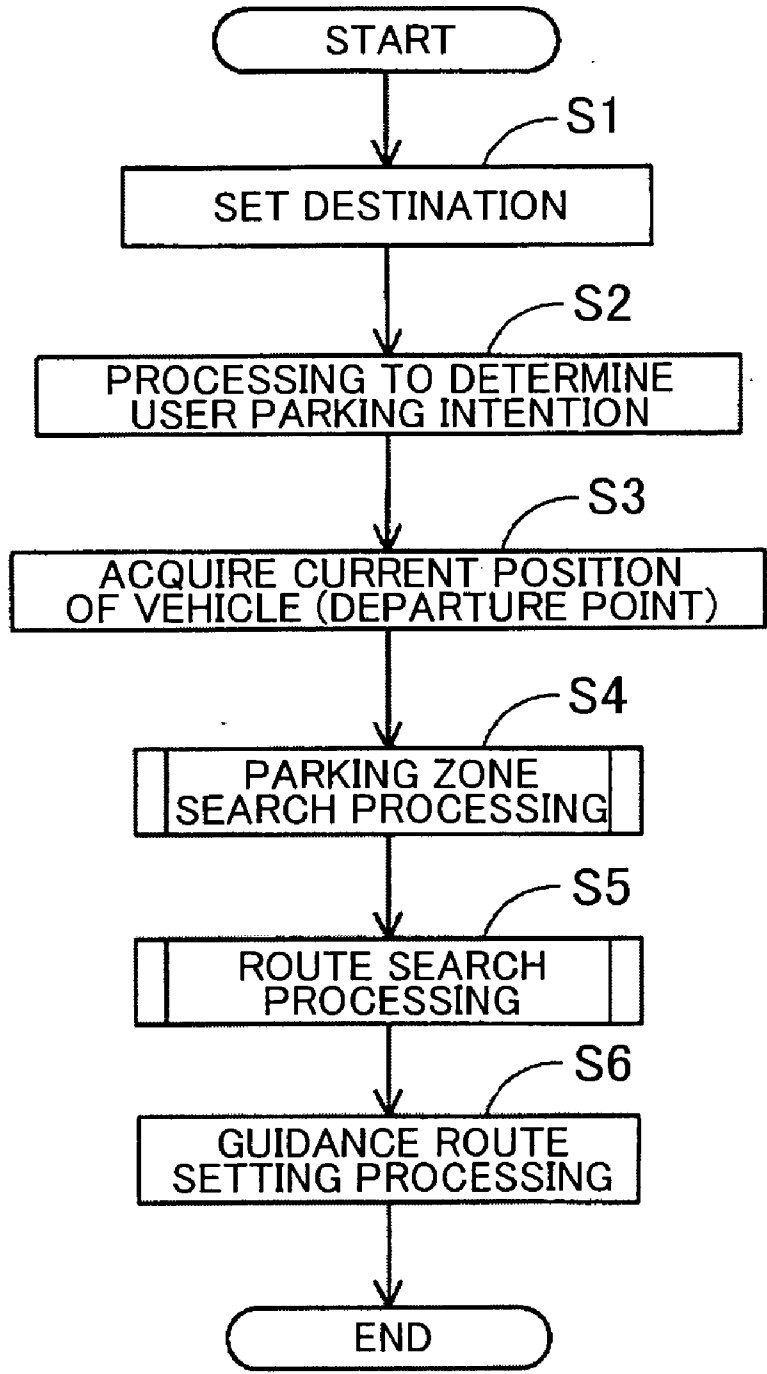 START
S1
SET DESTINATION
S2
PROCESSING TO DETERMINE
USER PARKING INTENTION
S3
ACQUIRE CURRENT POSITION
OF VEHICLE (DEPARTURE POINT)
S4
PARKING ZONE
SEARCH PROCESSING
S5
ROUTE SEARCH
PROCESSING
S6
GUIDANCE ROUTE
SETTING PROCESSING
END